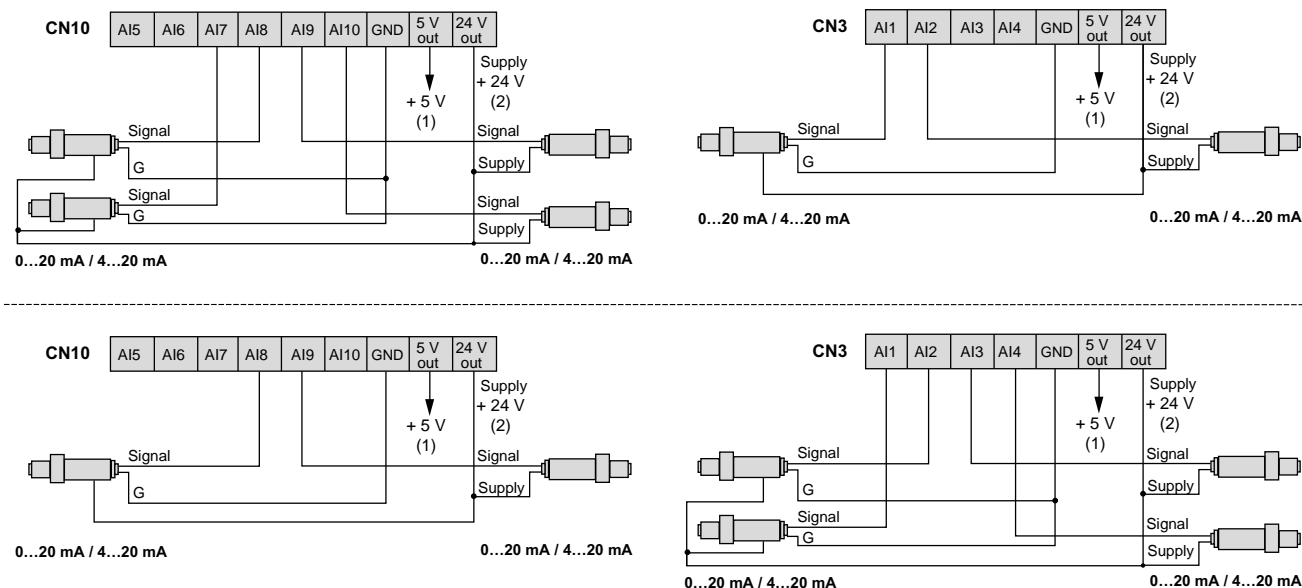 CN10 AI5 AI6 AI7 AI8 AI9 AI10 GND 5 V out 24 V out
Supply
+ 24 V
(2)
+ 5 V
(1)
Signal
G
Signal
G
Signal
Supply
Signal
Supply
0…20 mA / 4…20 mA
0…20 mA / 4…20 mA
CN3 AI1 AI2 AI3 AI4 GND 5 V out 24 V out
Supply
+ 24 V
(2)
+ 5 V
(1)
Signal
G
Signal
Supply
0…20 mA / 4…20 mA
0…20 mA / 4…20 mA
CN10 AI5 AI6 AI7 AI8 AI9 AI10 GND 5 V out 24 V out
Supply
+ 24 V
(2)
+ 5 V
(1)
Signal
G
Signal
Supply
0…20 mA / 4…20 mA
0…20 mA / 4…20 mA
CN3 AI1 AI2 AI3 AI4 GND 5 V out 24 V out
Supply
+ 24 V
(2)
+ 5 V
(1)
Signal
G
Signal
G
Signal
Supply
Signal
Supply
0…20 mA / 4…20 mA
0…20 mA / 4…20 mA